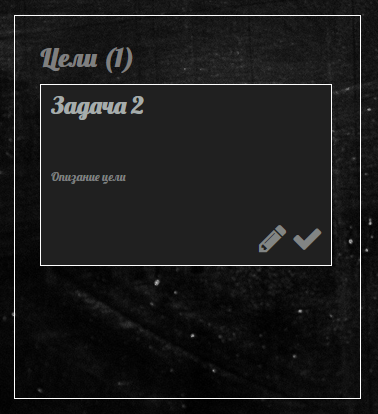 Цели (1)
Задача 2
Описание цели